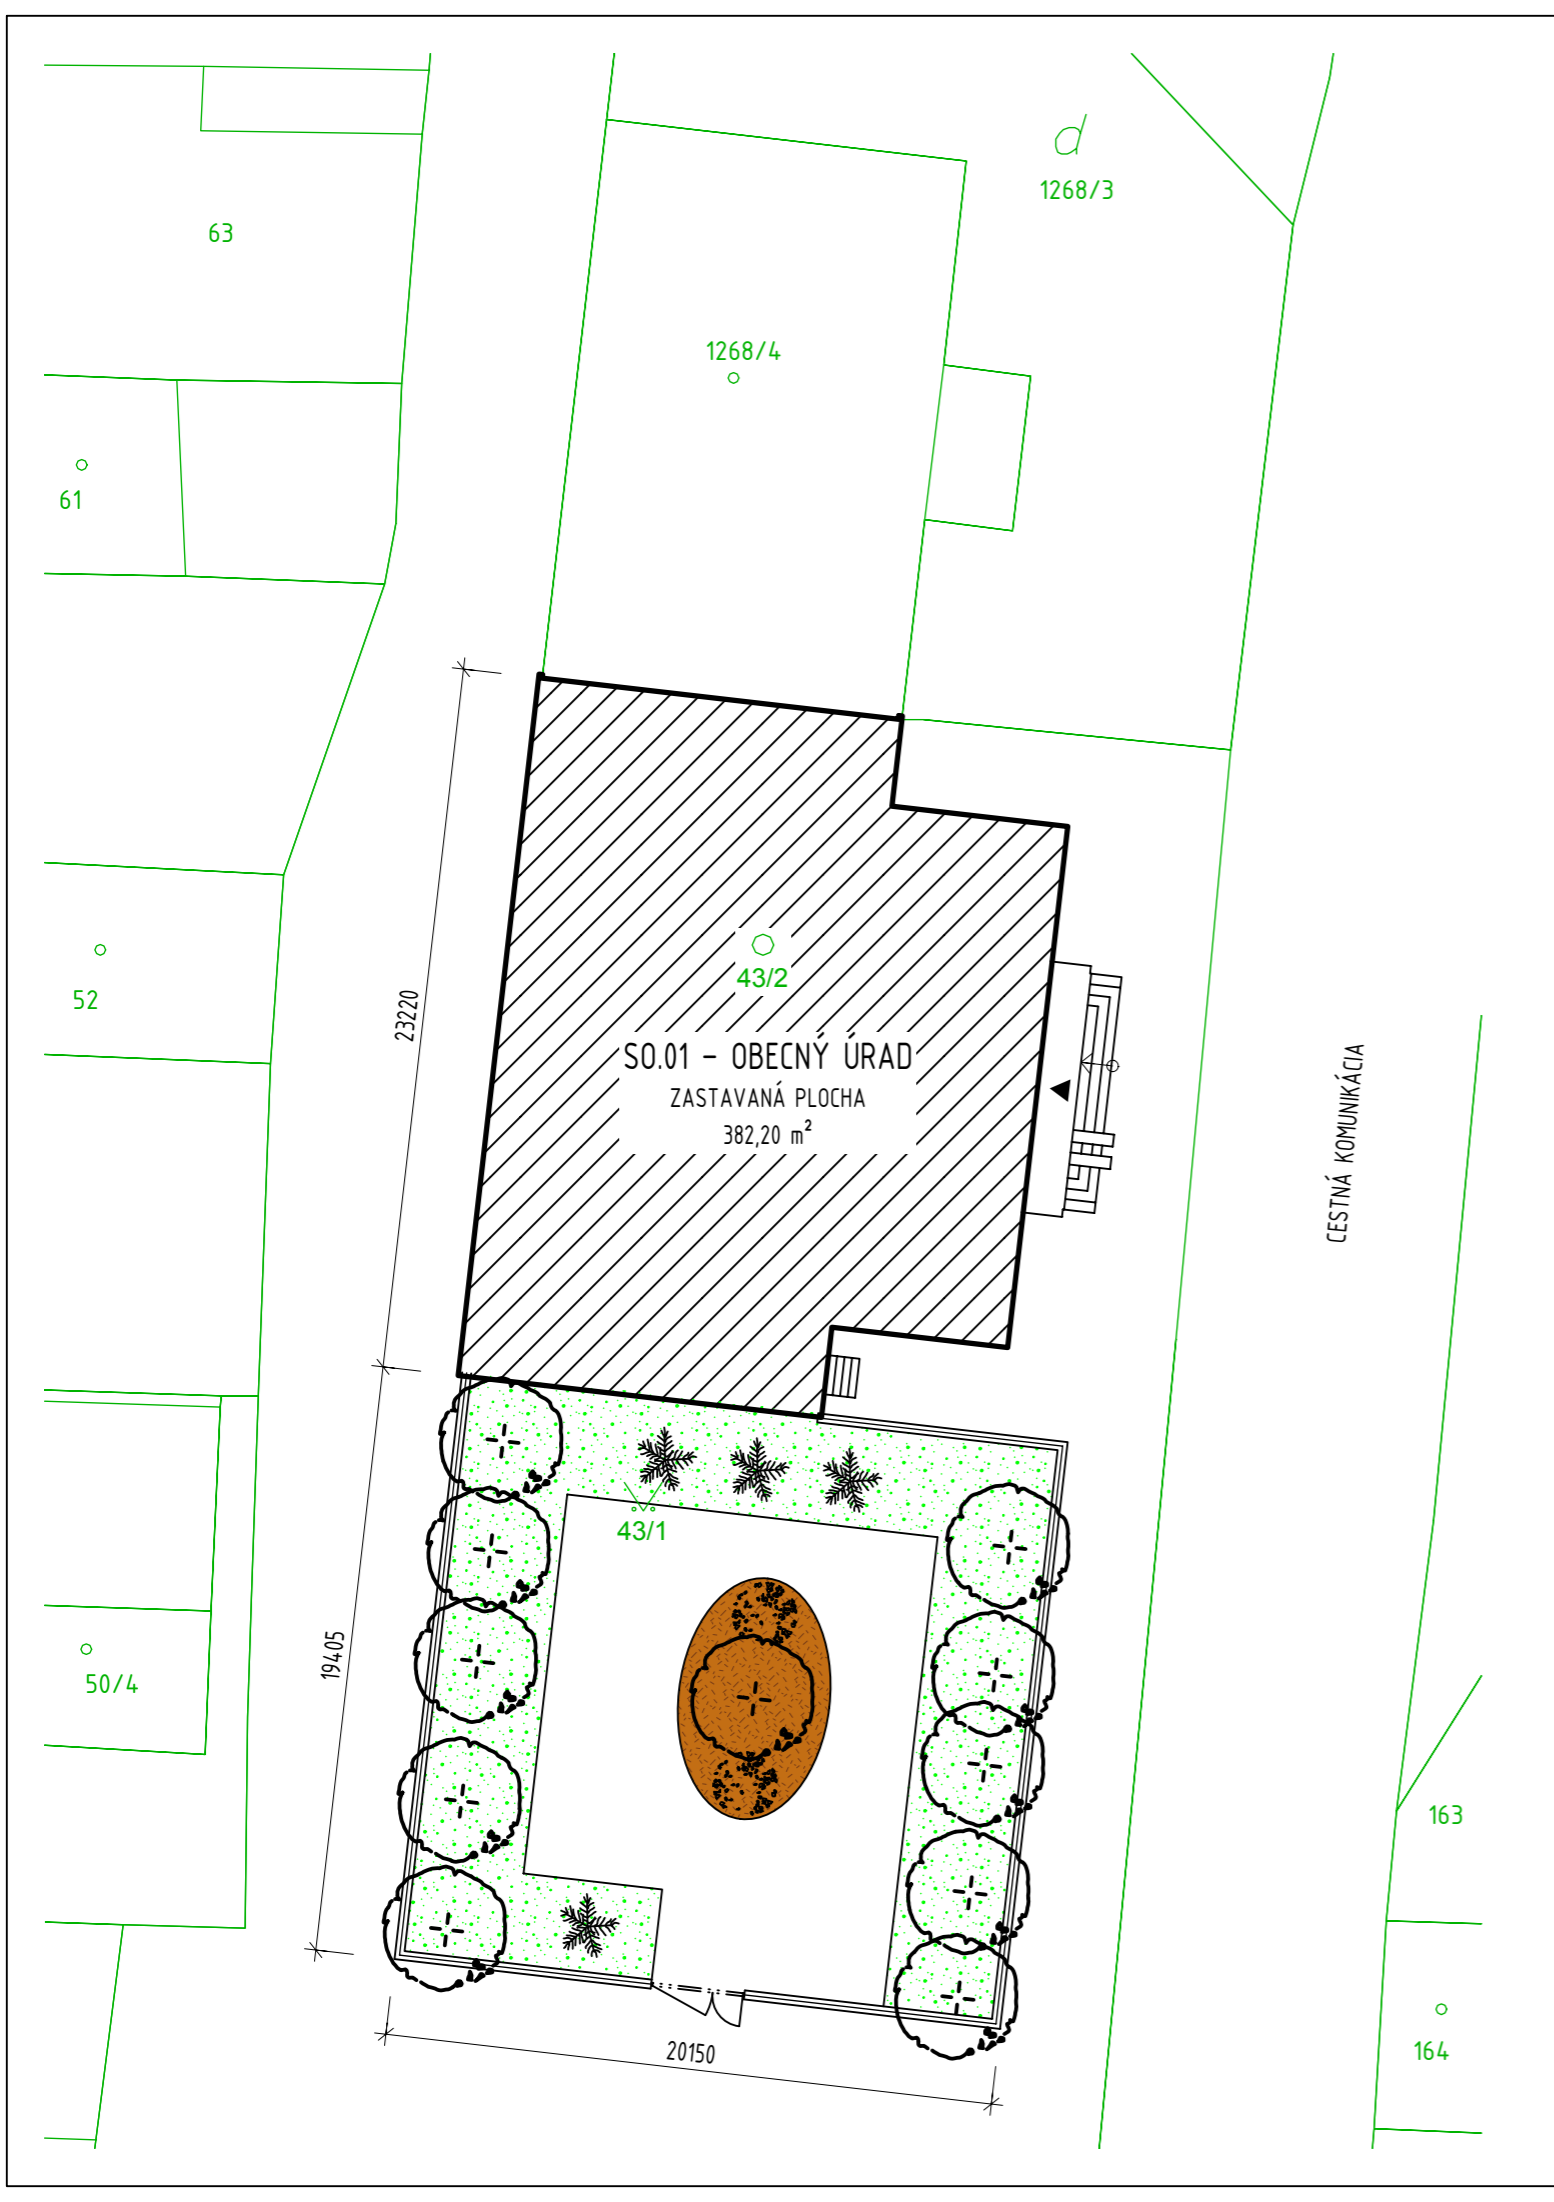 d
1268/3
63
1268/4
61
43/2
52
23220
SO.01 - OBECNÝ ÚRAD
ZASTAVANÁ PLOCHA
382,20 m²
CESTNÁ KOMUNIKÁCIA
43/1
19405
50/4
163
164
20150